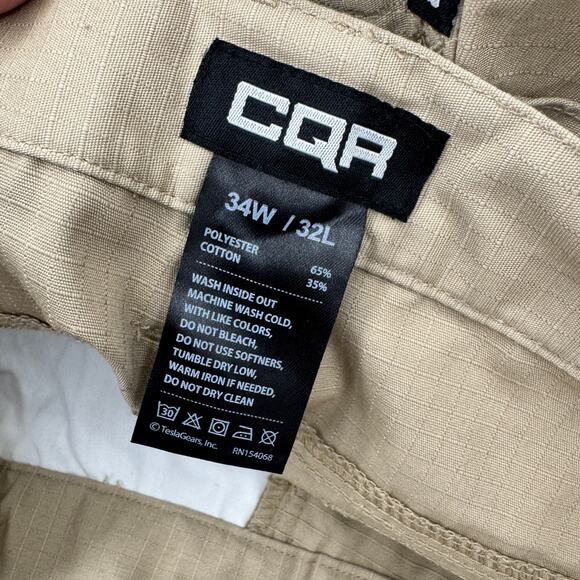 CQR
34W / 32L
POLYESTER 65%
COTTON 35%
WASH INSIDE OUT
MACHINE WASH COLD,
WITH LIKE COLORS,
DO NOT BLEACH,
DO NOT USE SOFTNERS,
TUMBLE DRY LOW,
WARM IRON IF NEEDED,
DO NOT DRY CLEAN
30
© TeslaGears, Inc. RN154068